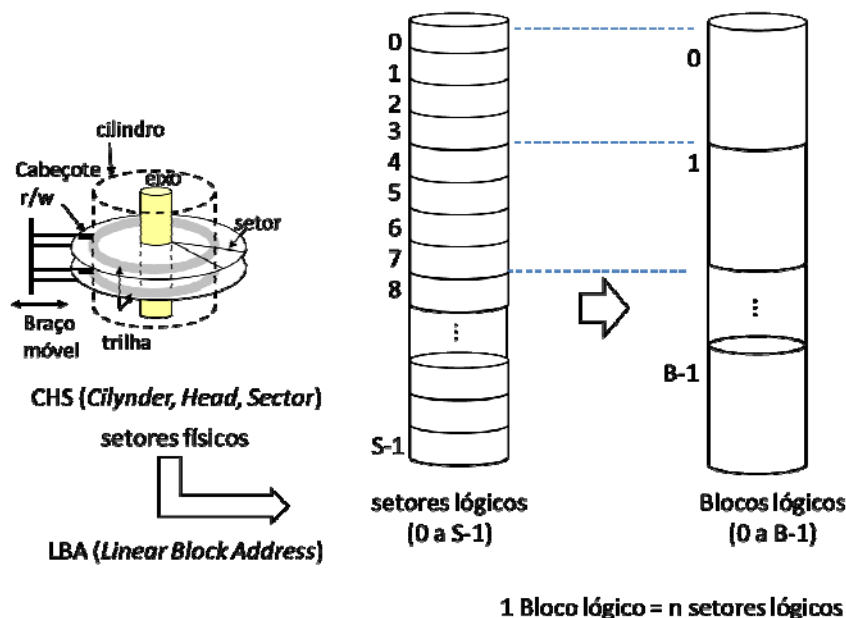 cilindro
Cabeçote
r/w
eixo
setor
Braço
móvel
trilha
CHS (Cilynder, Head, Sector)
setores físicos
LBA (Linear Block Address)
0
1
2
3
4
5
6
7
8
...
S-1
setores lógicos
(0 a S-1)
0
1
...
B-1
Blocos lógicos
(0 a B-1)
1 Bloco lógico = n setores lógicos